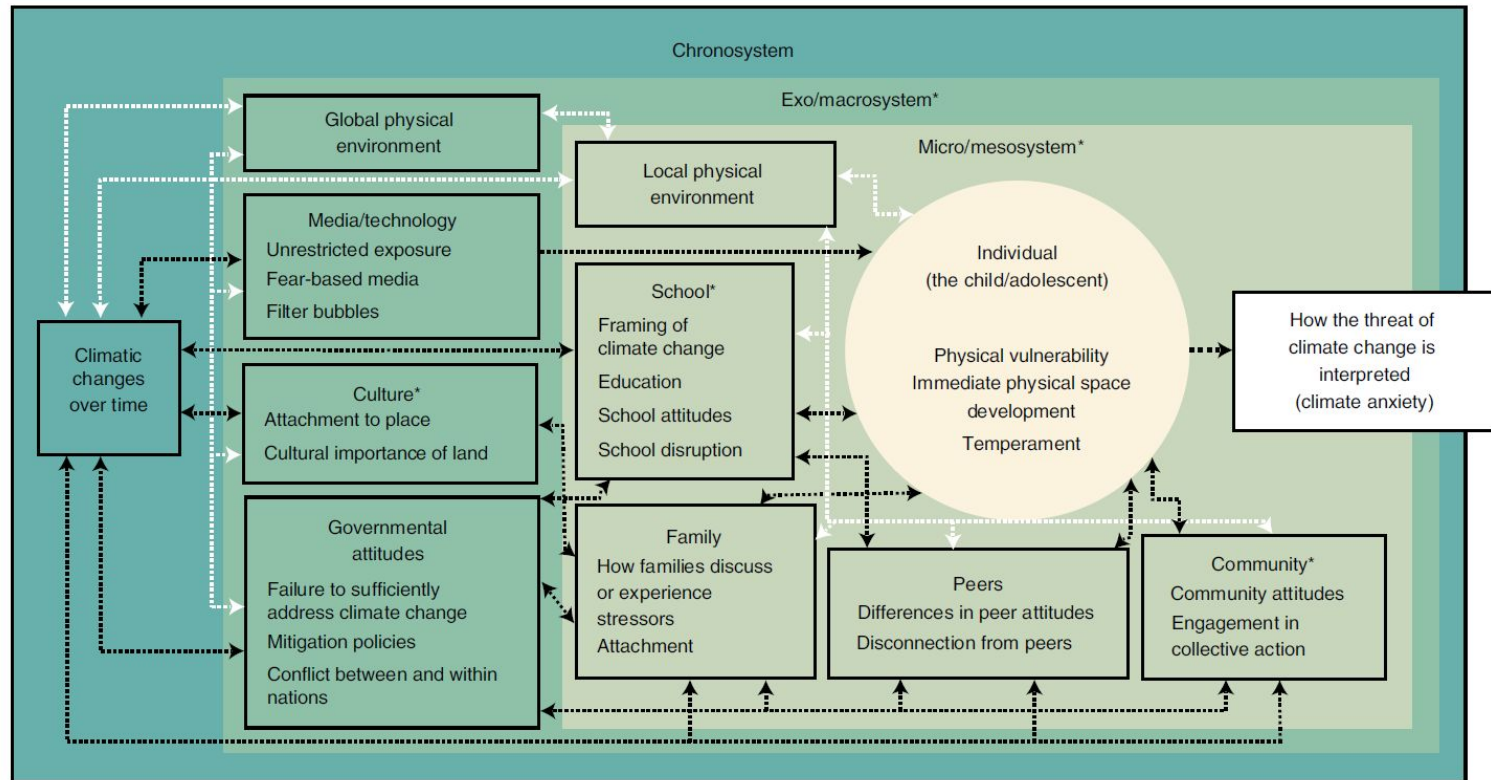 Chronosystem
Exo/macrosystem*
Micro/mesosystem*
Global physical
environment
Local physical
environment
Media/technology
Unrestricted exposure
Fear-based media
Filter bubbles
Individual
(the child/adolescent)
Physical vulnerability
Immediate physical space
development
Temperament
School*
Framing of
climate change
Education
School attitudes
School disruption
How the threat of
climate change is
interpreted
(climate anxiety)
Climatic
changes
over time
Culture*
Attachment to place
Cultural importance of land
Governmental
attitudes
Failure to sufficiently
address climate change
Mitigation policies
Conflict between and within
nations
Family
How families discuss
or experience
stressors
Attachment
Peers
Differences in peer attitudes
Disconnection from peers
Community*
Community attitudes
Engagement in
collective action